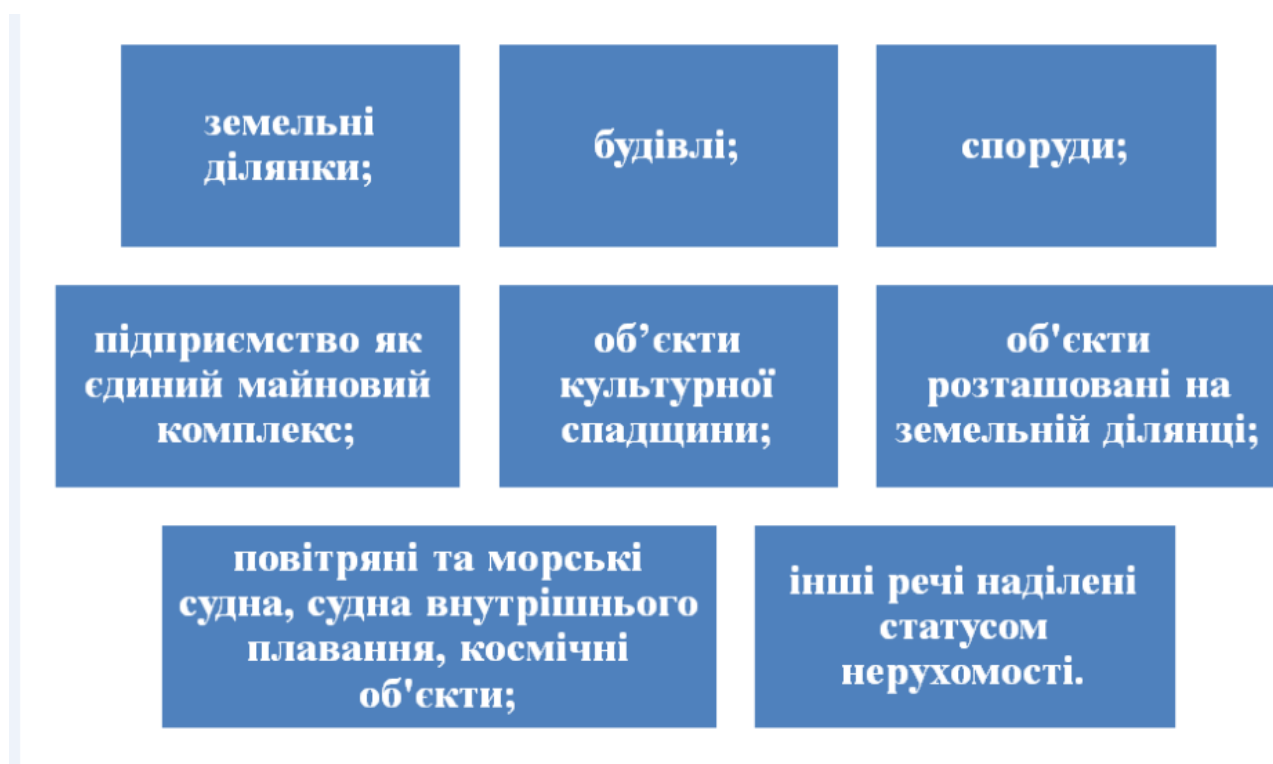 земельні
ділянки;
будівлі;
споруди;
підприємство як
єдиний майновий
комплекс;
об’єкти
культурної
спадщини;
об'єкти
розташовані на
земельній ділянці;
повітряні та морські
судна, судна внутрішнього
плавання, космічні
об'єкти;
інші речі наділені
статусом
нерухомості.